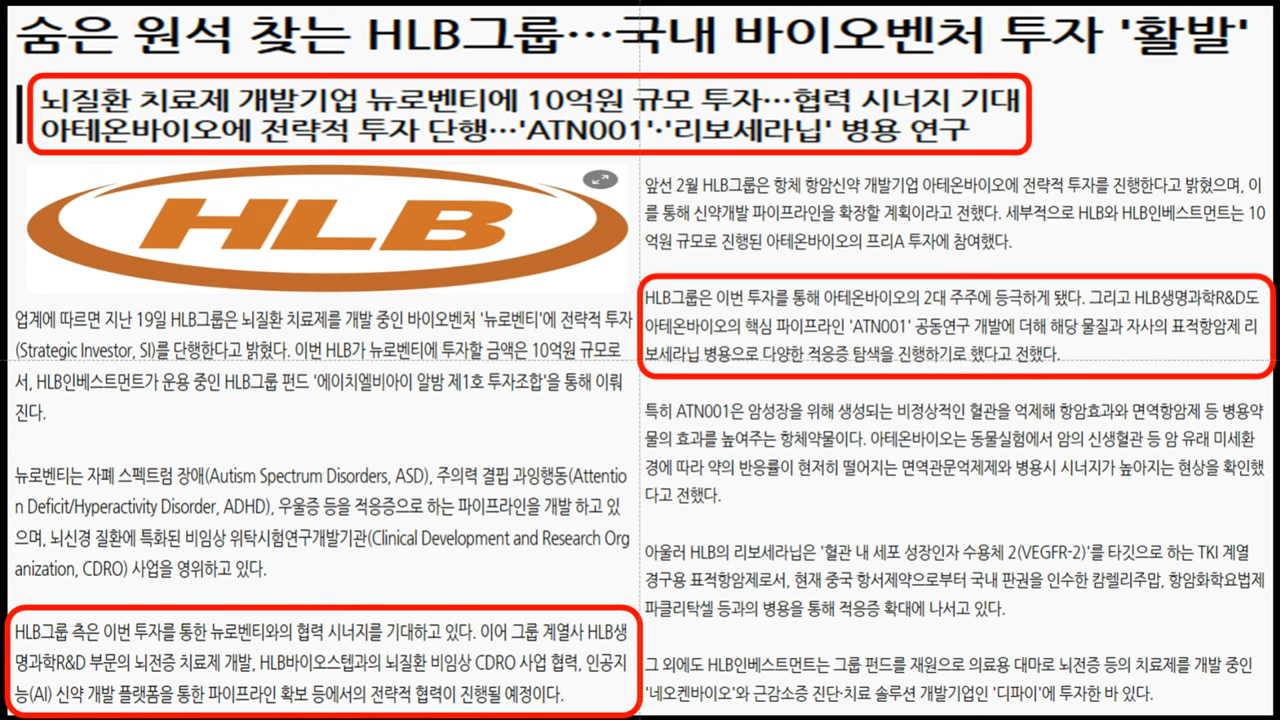 숨은 원석 찾는 HLB그룹…국내 바이오벤처 투자 '활발'
뇌질환 치료제 개발기업 뉴로벤티에 10억원 규모 투자…협력 시너지 기대
아테온바이오에 전략적 투자 단행…'ATN001'·'리보세라닙' 병용 연구
HLB
업계에 따르면 지난 19일 HLB그룹은 뇌질환 치료제를 개발 중인 바이오벤처 '뉴로벤티'에 전략적 투자
(Strategic Investor, SI)를 단행한다고 밝혔다. 이번 HLB가 뉴로벤티에 투자할 금액은 10억원 규모로
서, HLB인베스트먼트가 운용 중인 HLB그룹 펀드 '에이치엘비아이 알밤 제1호 투자조합'을 통해 이뤄
진다.
뉴로벤티는 자폐 스펙트럼 장애(Autism Spectrum Disorders, ASD), 주의력 결핍 과잉행동(Attentio
n Deficit/Hyperactivity Disorder, ADHD), 우울증 등을 적응증으로 하는 파이프라인을 개발 하고 있
으며, 뇌신경 질환에 특화된 비임상 위탁시험연구개발기관(Clinical Development and Research Org
anization, CDRO) 사업을 영위하고 있다.
HLB그룹 측은 이번 투자를 통한 뉴로벤티와의 협력 시너지를 기대하고 있다. 이어 그룹 계열사 HLB생
명과학R&D 부문의 뇌전증 치료제 개발, HLB바이오스텝과의 뇌질환 비임상 CDRO 사업 협력, 인공지
능(AI) 신약 개발 플랫폼을 통한 파이프라인 확보 등에서의 전략적 협력이 진행될 예정이다.
앞선 2월 HLB그룹은 항체 항암신약 개발기업 아테온바이오에 전략적 투자를 진행한다고 밝혔으며, 이
를 통해 신약개발 파이프라인을 확장할 계획이라고 전했다. 세부적으로 HLB와 HLB인베스트먼트는 10
억원 규모로 진행된 아테온바이오의 프리A 투자에 참여했다.
HLB그룹은 이번 투자를 통해 아테온바이오의 2대 주주에 등극하게 됐다. 그리고 HLB생명과학R&D도
아테온바이오의 핵심 파이프라인 'ATN001' 공동연구 개발에 더해 해당 물질과 자사의 표적항암제 리
보세라닙 병용으로 다양한 적응증 탐색을 진행하기로 했다고 전했다.
특히 ATN001은 암성장을 위해 생성되는 비정상적인 혈관을 억제해 항암효과와 면역항암제 등 병용약
물의 효과를 높여주는 항체약물이다. 아테온바이오는 동물실험에서 암의 신생혈관 등 암 유래 미세환
경에 따라 약의 반응률이 현저히 떨어지는 면역관문억제제와 병용시 시너지가 높아지는 현상을 확인했
다고 전했다.
아울러 HLB의 리보세라닙은 '혈관 내 세포 성장인자 수용체 2(VEGFR-2)'를 타깃으로 하는 TKI 계열
경구용 표적항암제로서, 현재 중국 항서제약으로부터 국내 판권을 인수한 캄렐리주맙, 항암화학요법제
파클리탁셀 등과의 병용을 통해 적응증 확대에 나서고 있다.
그 외에도 HLB인베스트먼트는 그룹 펀드를 재원으로 의료용 대마로 뇌전증 등의 치료제를 개발 중인
'네오켄바이오'와 근감소증 진단·치료 솔루션 개발기업인 '디파이'에 투자한 바 있다.